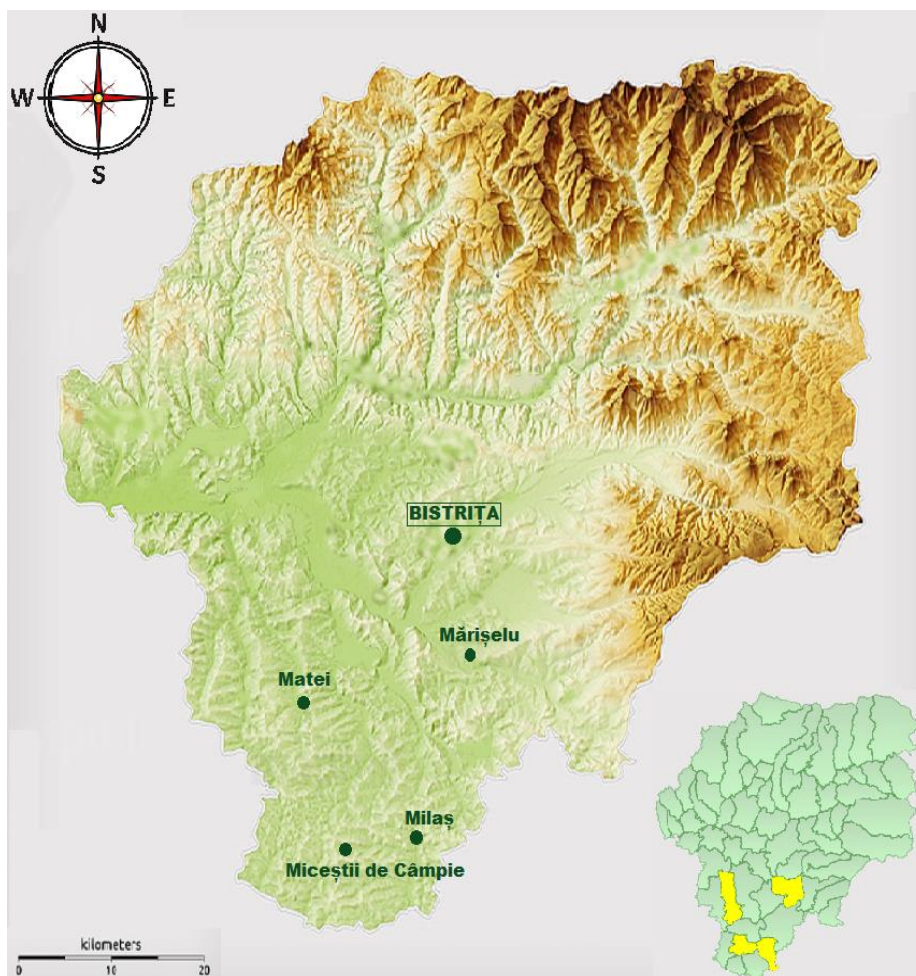 N
W E
S
BISTRIȚA
Mărișelu
Matei
Milaș
Miceștii de Câmpie
kilometers
0 10 20